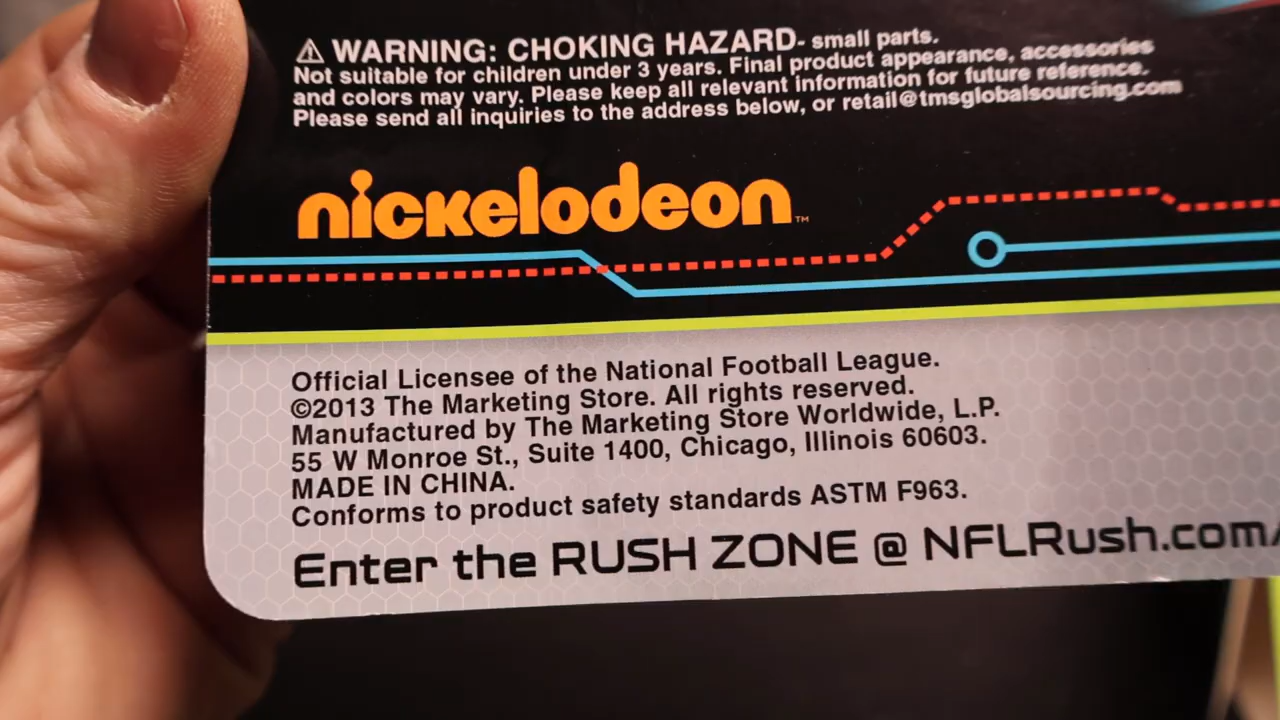 ⚠ WARNING: CHOKING HAZARD- small parts.
Not suitable for children under 3 years. Final product appearance, accessories
and colors may vary. Please keep all relevant information for future reference.
Please send all inquiries to the address below, or retail@tmsglobalsourcing.com
nickelodeon™
Official Licensee of the National Football League.
©2013 The Marketing Store. All rights reserved.
Manufactured by The Marketing Store Worldwide, L.P.
55 W Monroe St., Suite 1400, Chicago, Illinois 60603.
MADE IN CHINA.
Conforms to product safety standards ASTM F963.
Enter the RUSH ZONE @ NFLRush.com/